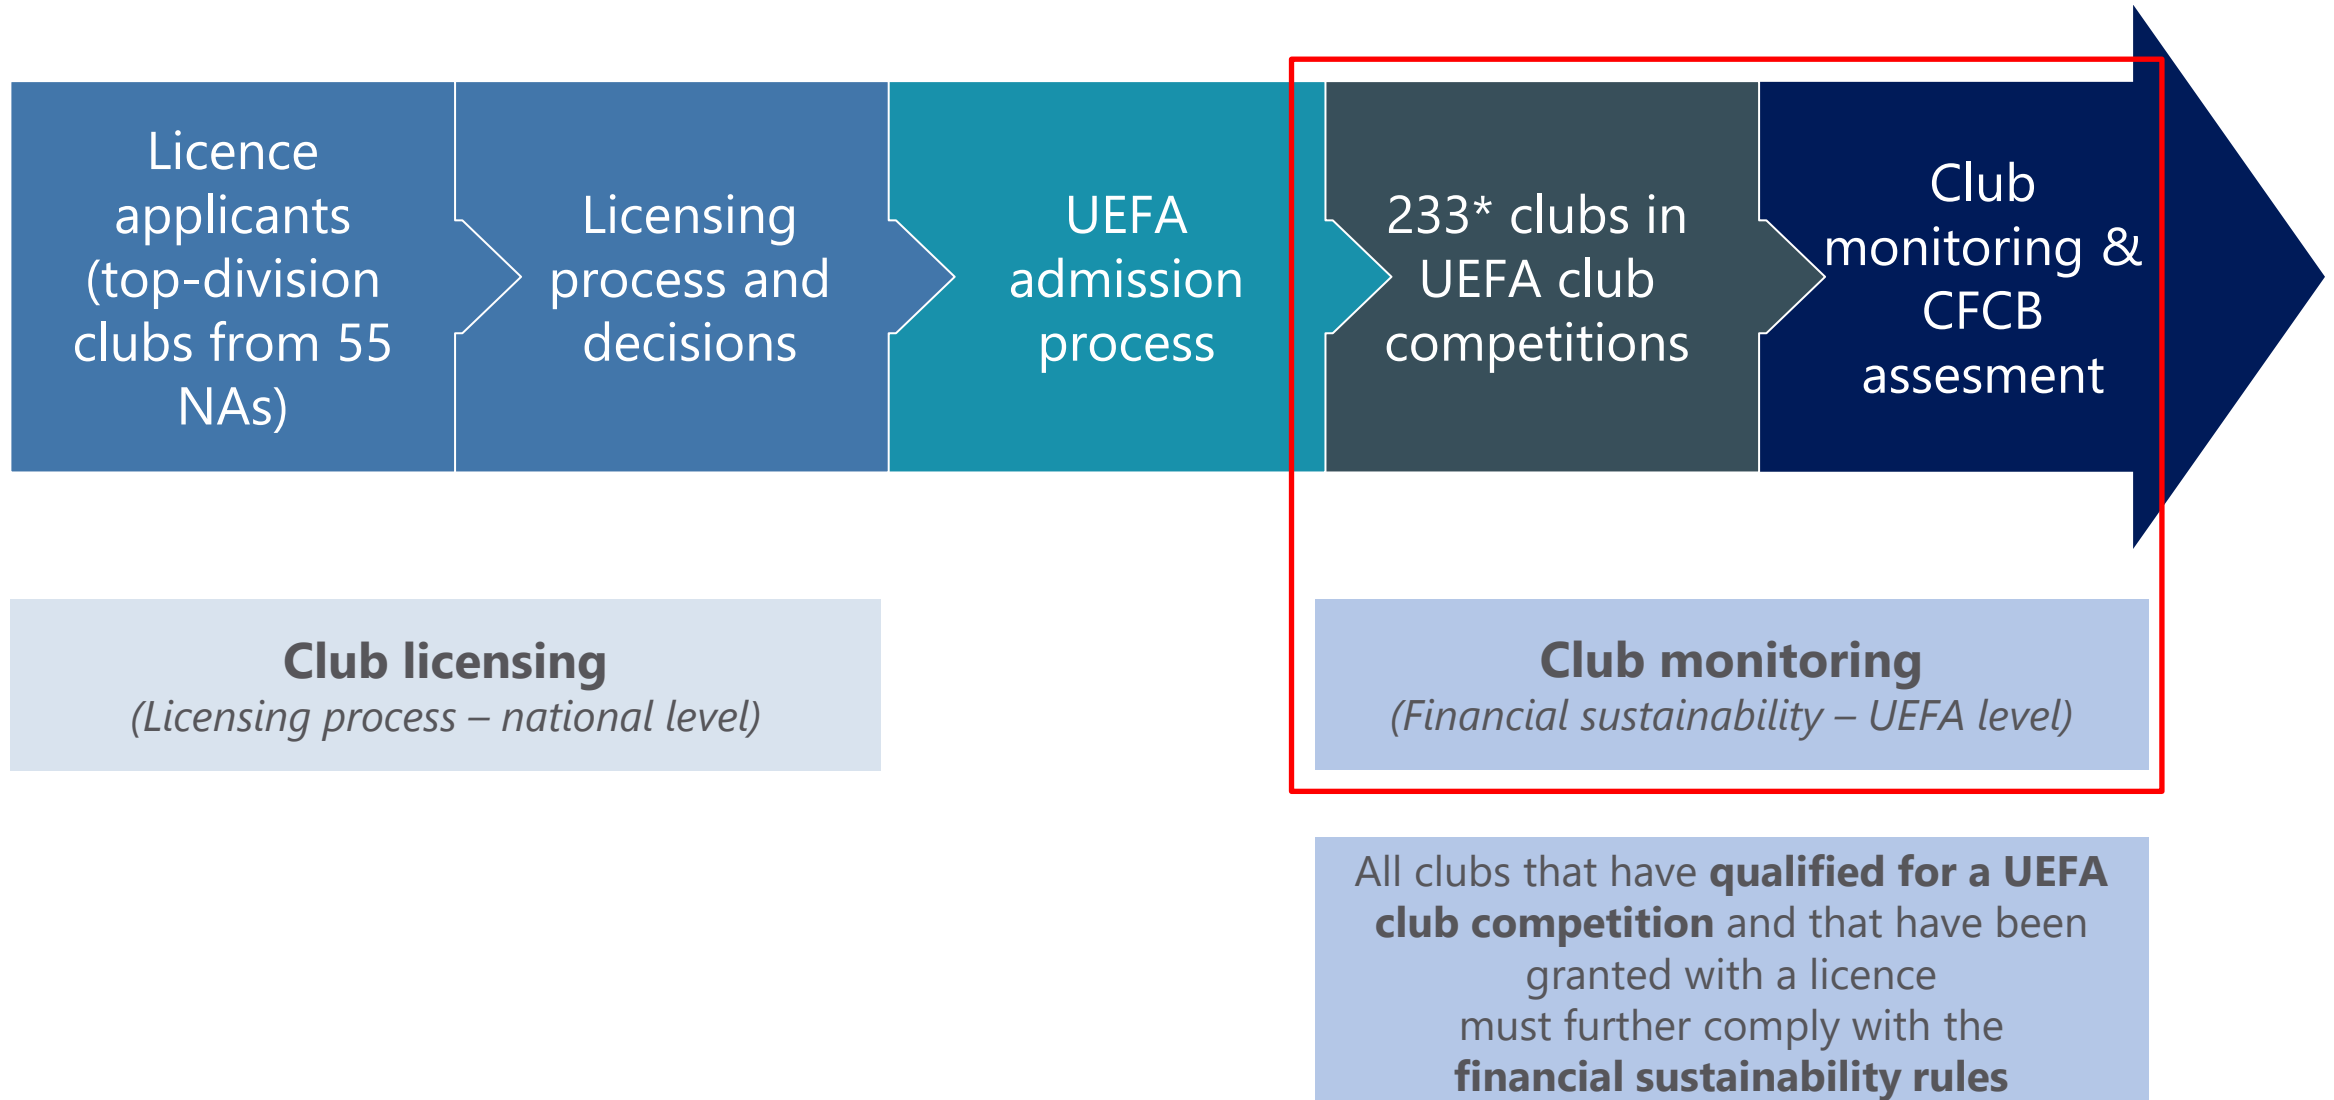 Licence
applicants
(top-division
clubs from 55
NAs)
Licensing
process and
decisions
UEFA
admission
process
233* clubs in
UEFA club
competitions
Club
monitoring &
CFCB
assesment
Club licensing
(Licensing process – national level)
Club monitoring
(Financial sustainability – UEFA level)
All clubs that have qualified for a UEFA
club competition and that have been
granted with a licence
must further comply with the
financial sustainability rules